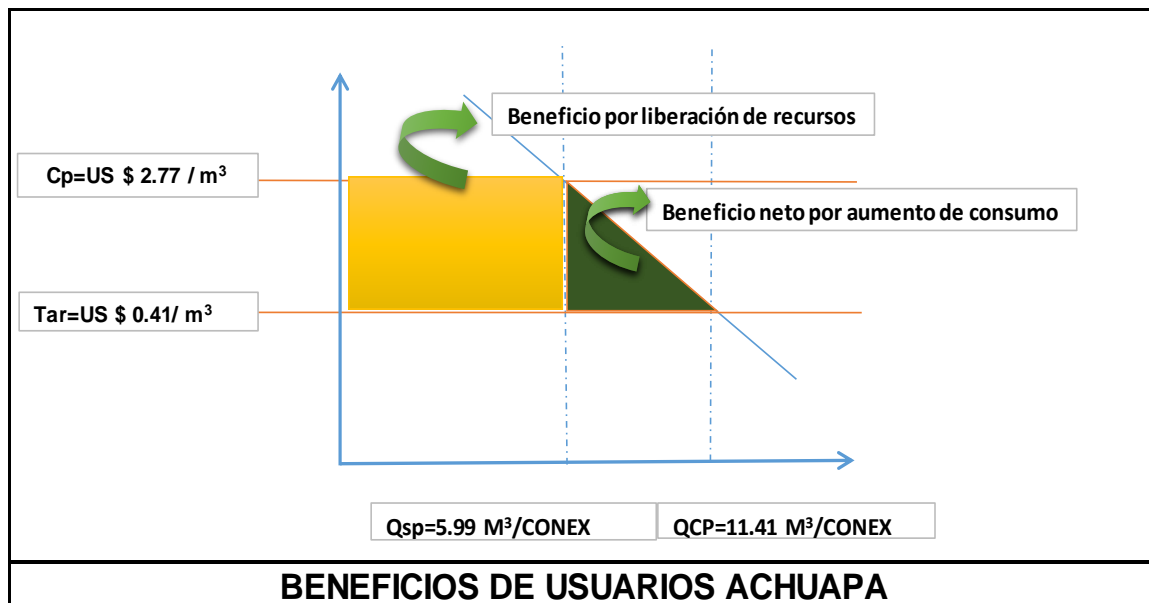 Beneficio por liberación de recursos
Cp=US $ 2.77 / m³
Beneficio neto por aumento de consumo
Tar=US $ 0.41/ m³
Qsp=5.99 M³/CONEX
QCP=11.41 M³/CONEX
BENEFICIOS DE USUARIOS ACHUAPA